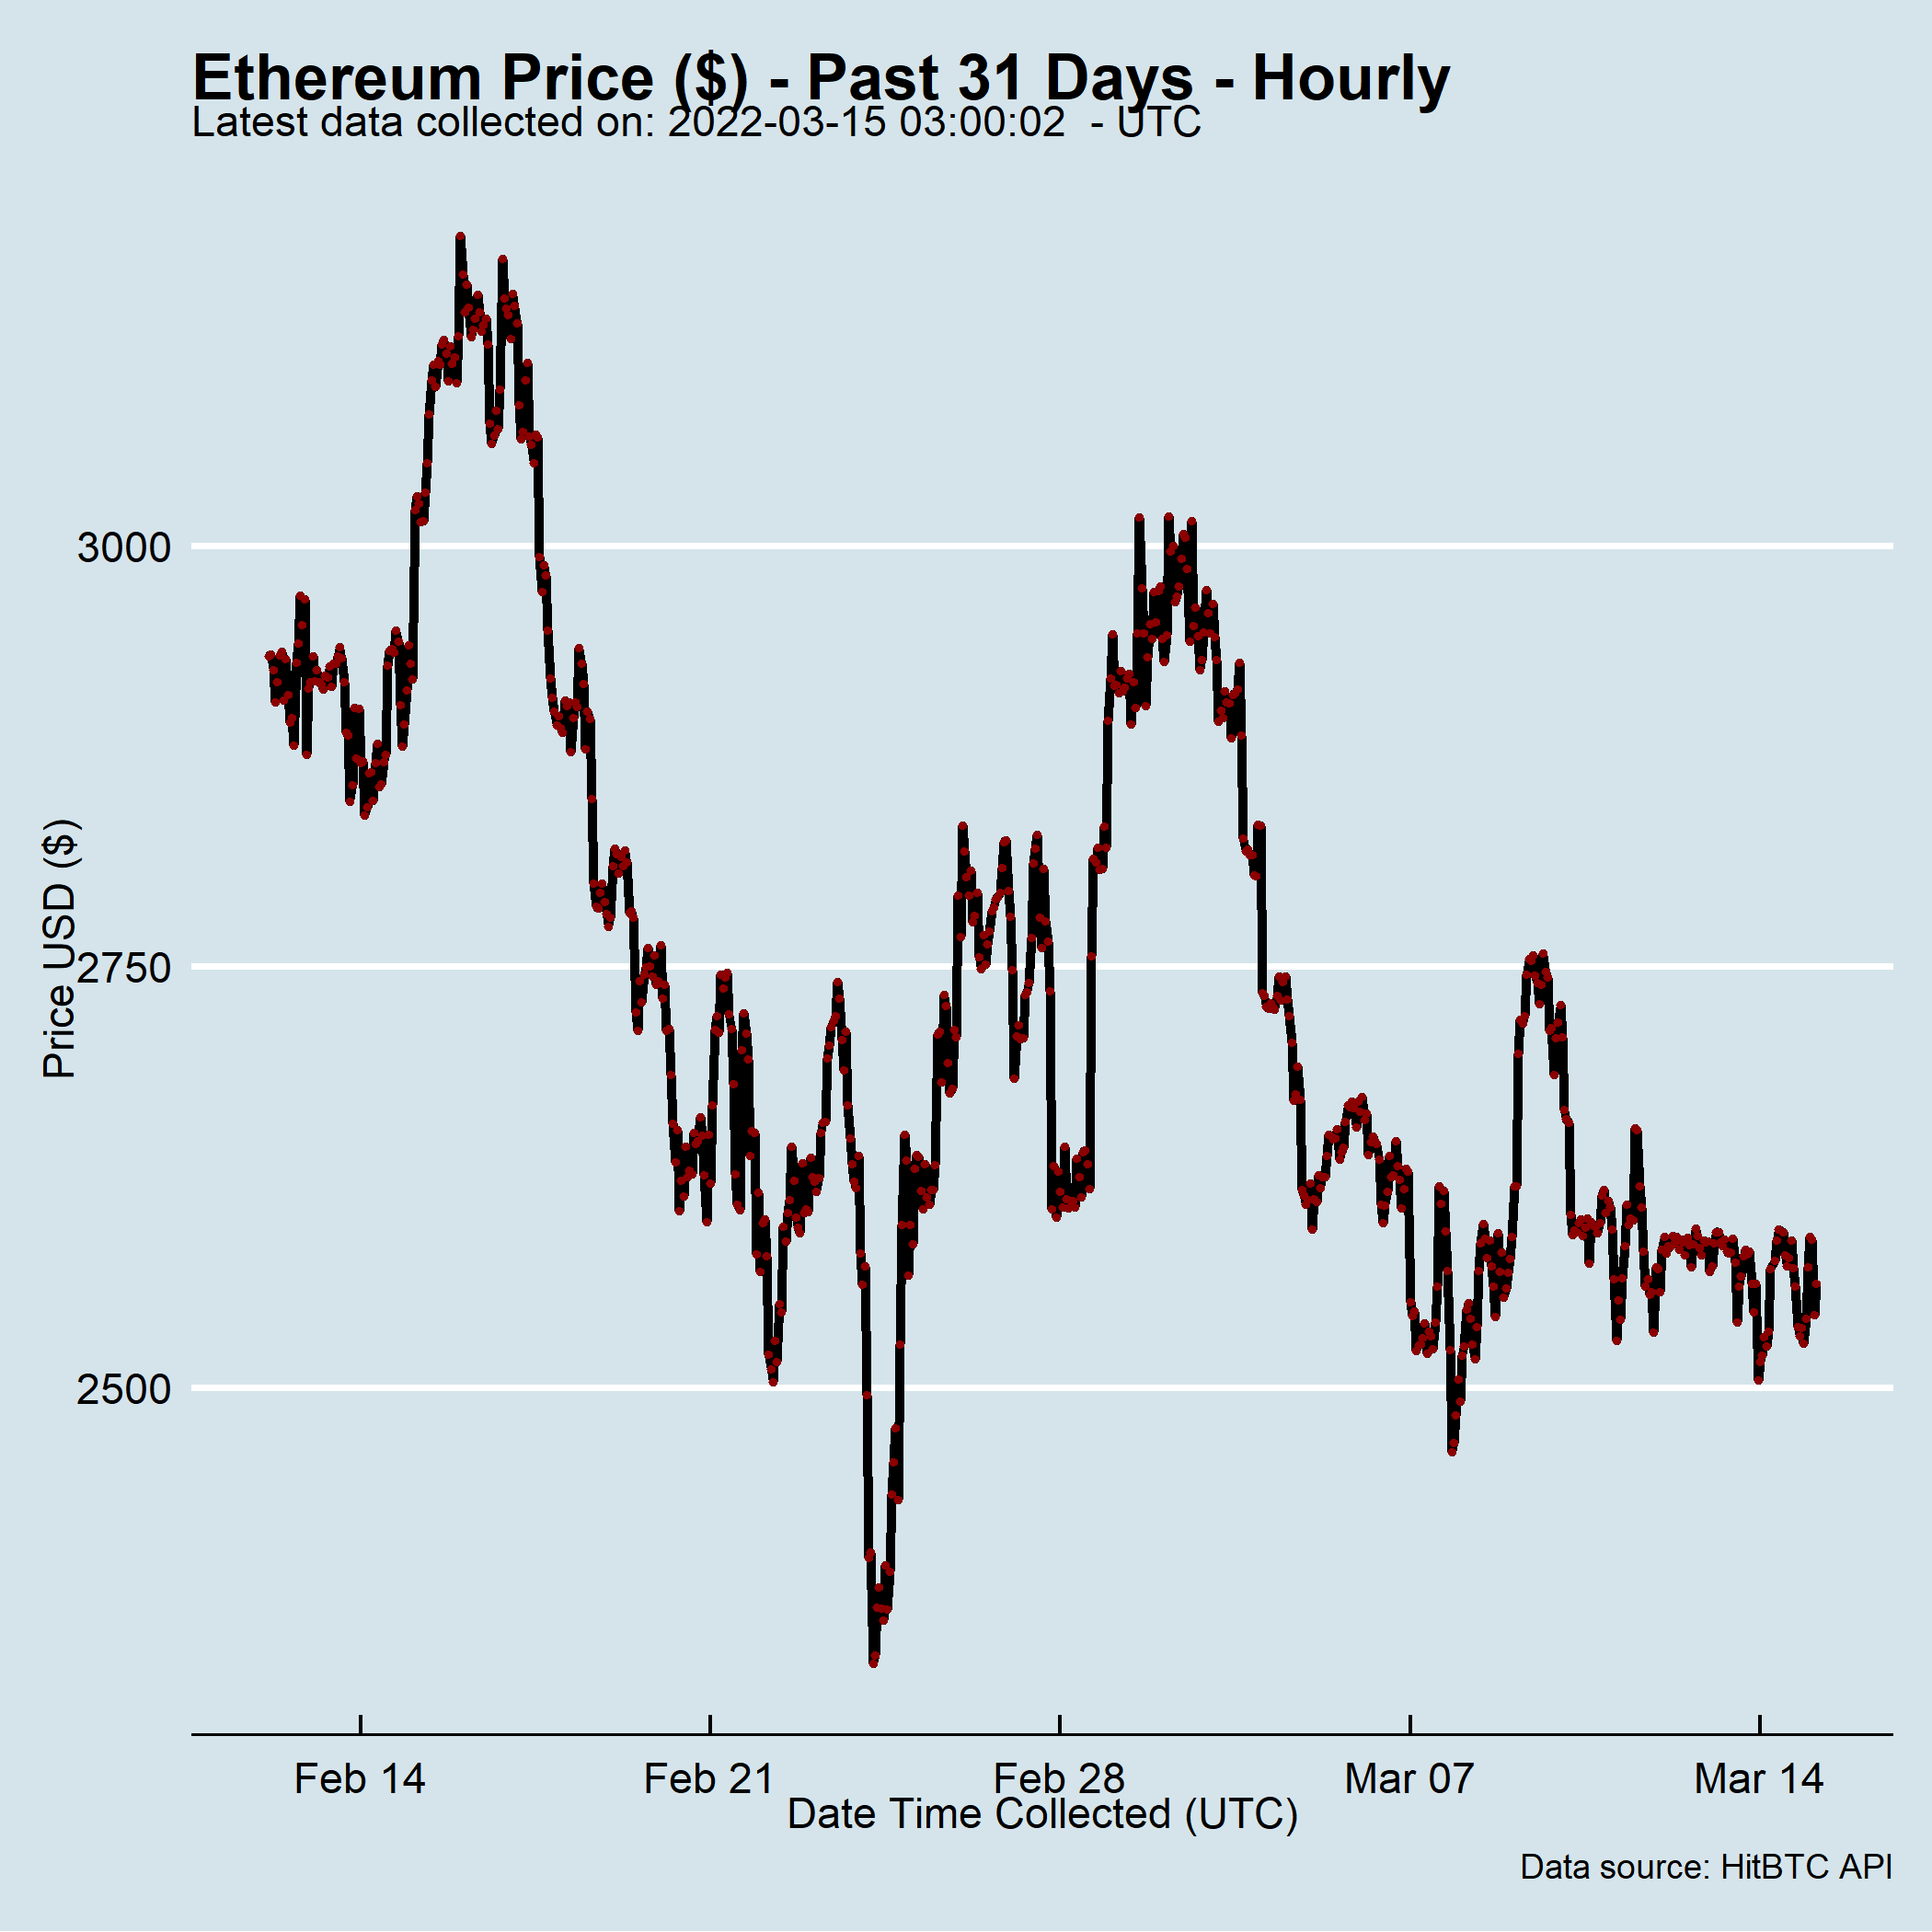 Ethereum Price ($) - Past 31 Days - Hourly
Latest data collected on: 2022-03-15 03:00:02  - UTC
3000
2750
2500
Price USD ($)
Feb 14
Feb 21
Feb 28
Mar 07
Mar 14
Date Time Collected (UTC)
Data source: HitBTC API